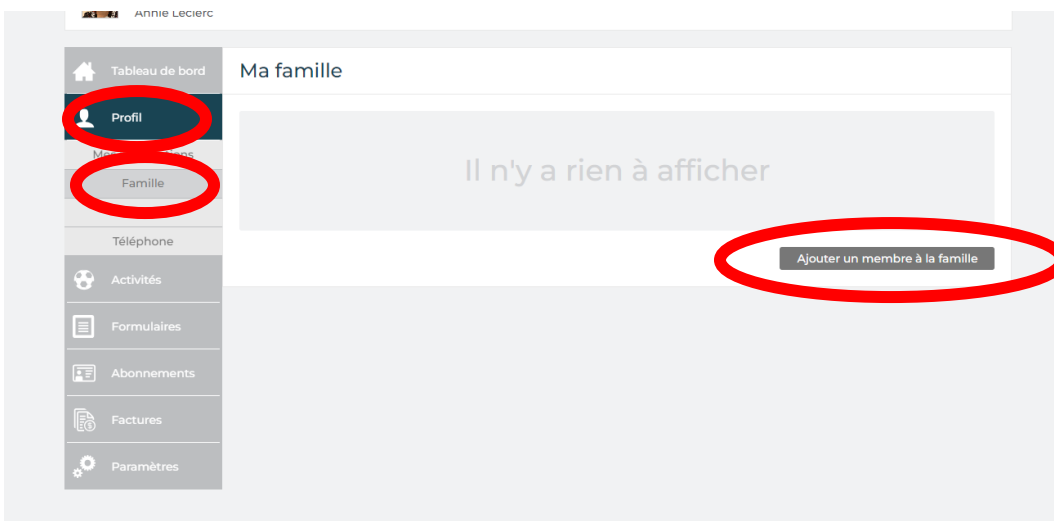 Annie Leclerc
Tableau de bord
Ma famille
Profil
Il n'y a rien à afficher
Famille
Téléphone
Ajouter un membre à la famille
Activités
Formulaires
Abonnements
Factures
Paramètres